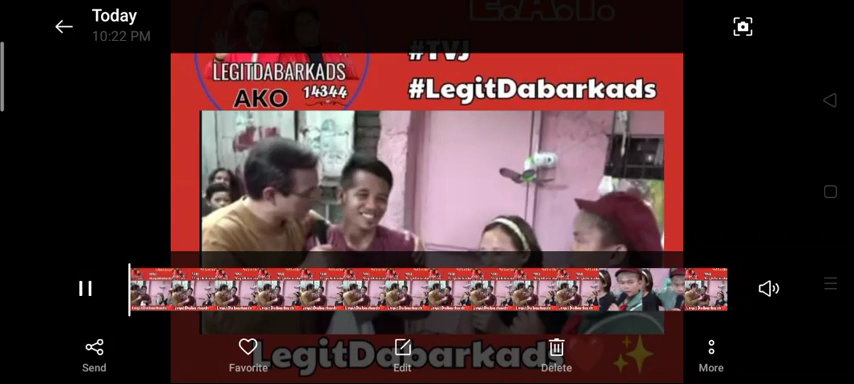 Today
10:22 PM
E.A.T.
#TVJ
LEGITDABARKADS
AKO 14344
#LegitDabarkads
LegitDabarkads
Send
Favorite
Edit
Delete
More